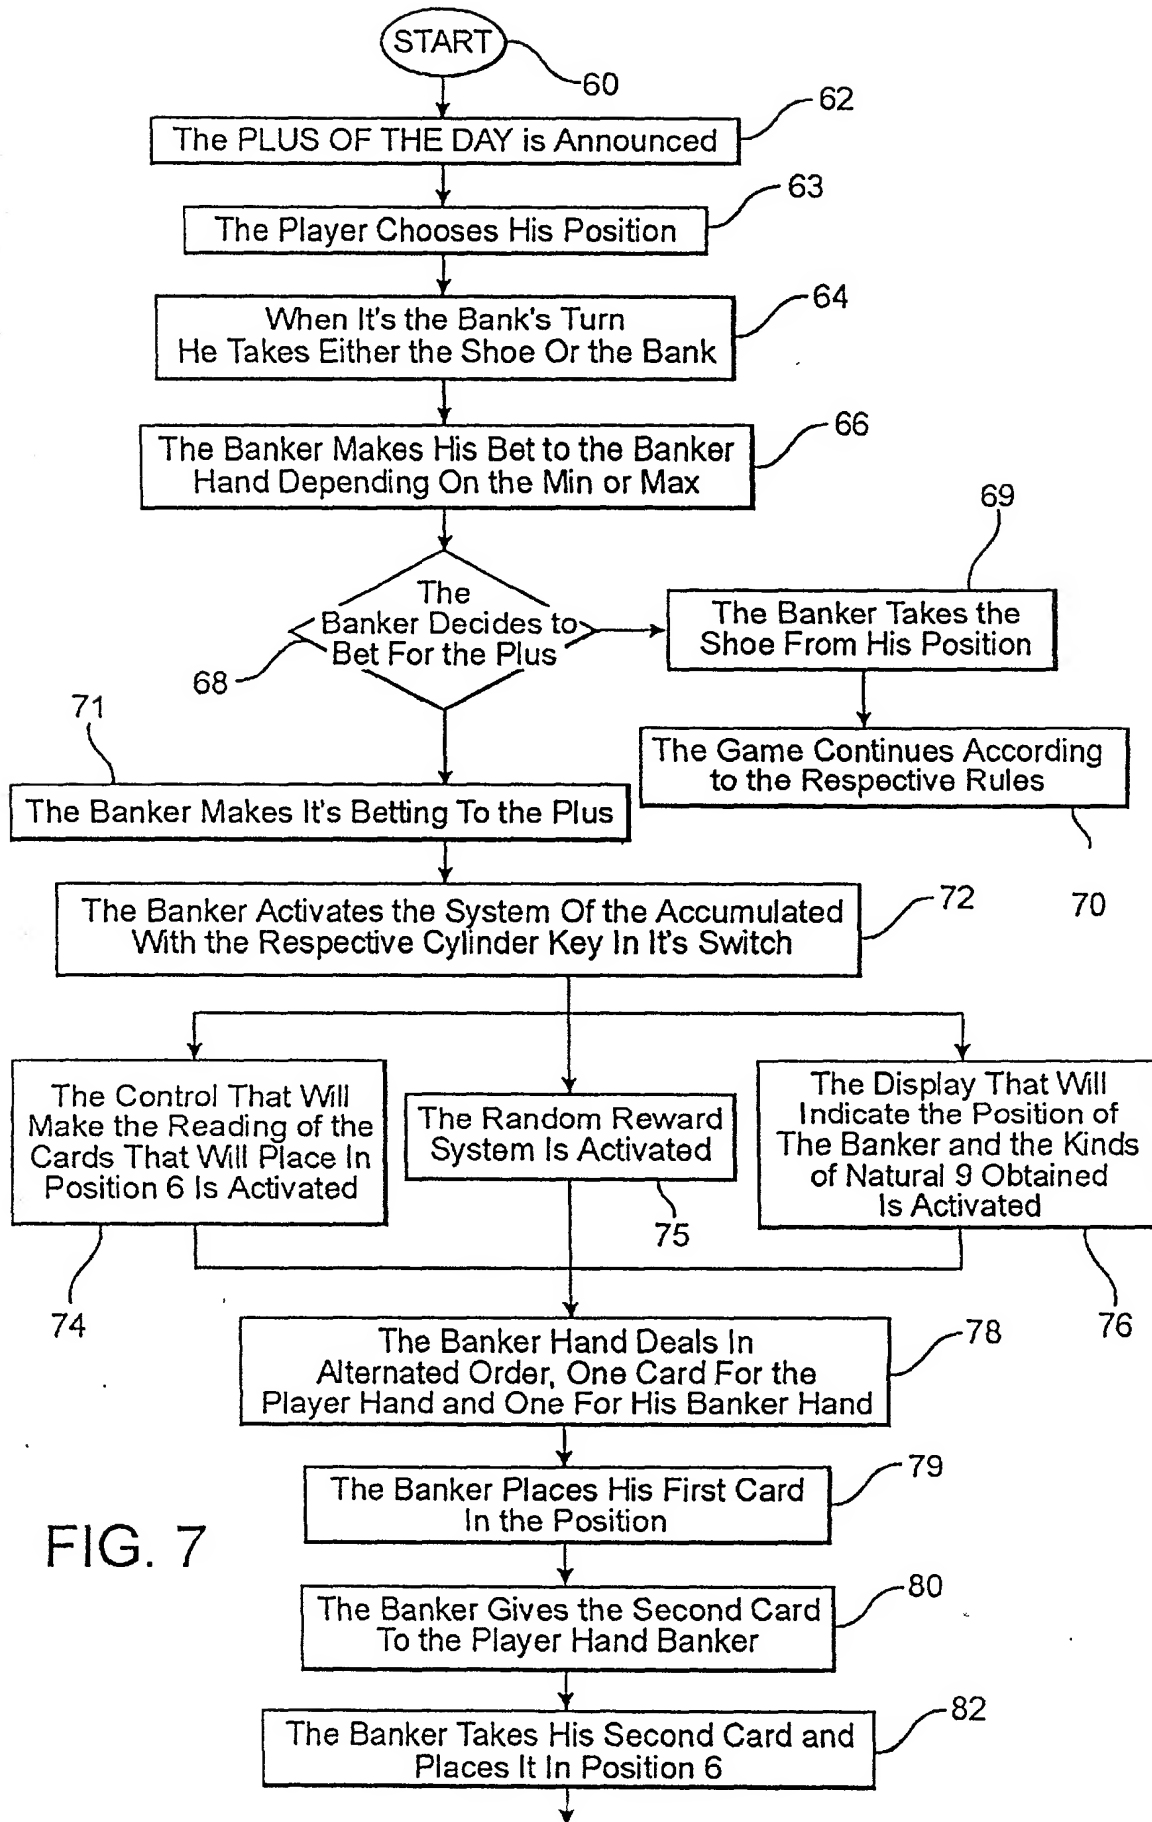 START
60
62
The PLUS OF THE DAY is Announced
63
The Player Chooses His Position
64
When It's the Bank's Turn
He Takes Either the Shoe Or the Bank
66
The Banker Makes His Bet to the Banker
Hand Depending On the Min or Max
69
The
Banker Decides to
Bet For the Plus
68
The Banker Takes the
Shoe From His Position
71
The Game Continues According
to the Respective Rules
70
The Banker Makes It's Betting To the Plus
72
The Banker Activates the System Of the Accumulated
With the Respective Cylinder Key In It's Switch
The Control That Will
Make the Reading of the
Cards That Will Place In
Position 6 Is Activated
74
The Random Reward
System Is Activated
75
The Display That Will
Indicate the Position of
The Banker and the Kinds
of Natural 9 Obtained
Is Activated
76
78
The Banker Hand Deals In
Alternated Order, One Card For the
Player Hand and One For His Banker Hand
79
The Banker Places His First Card
In the Position
FIG. 7
80
The Banker Gives the Second Card
To the Player Hand Banker
82
The Banker Takes His Second Card and
Places It In Position 6